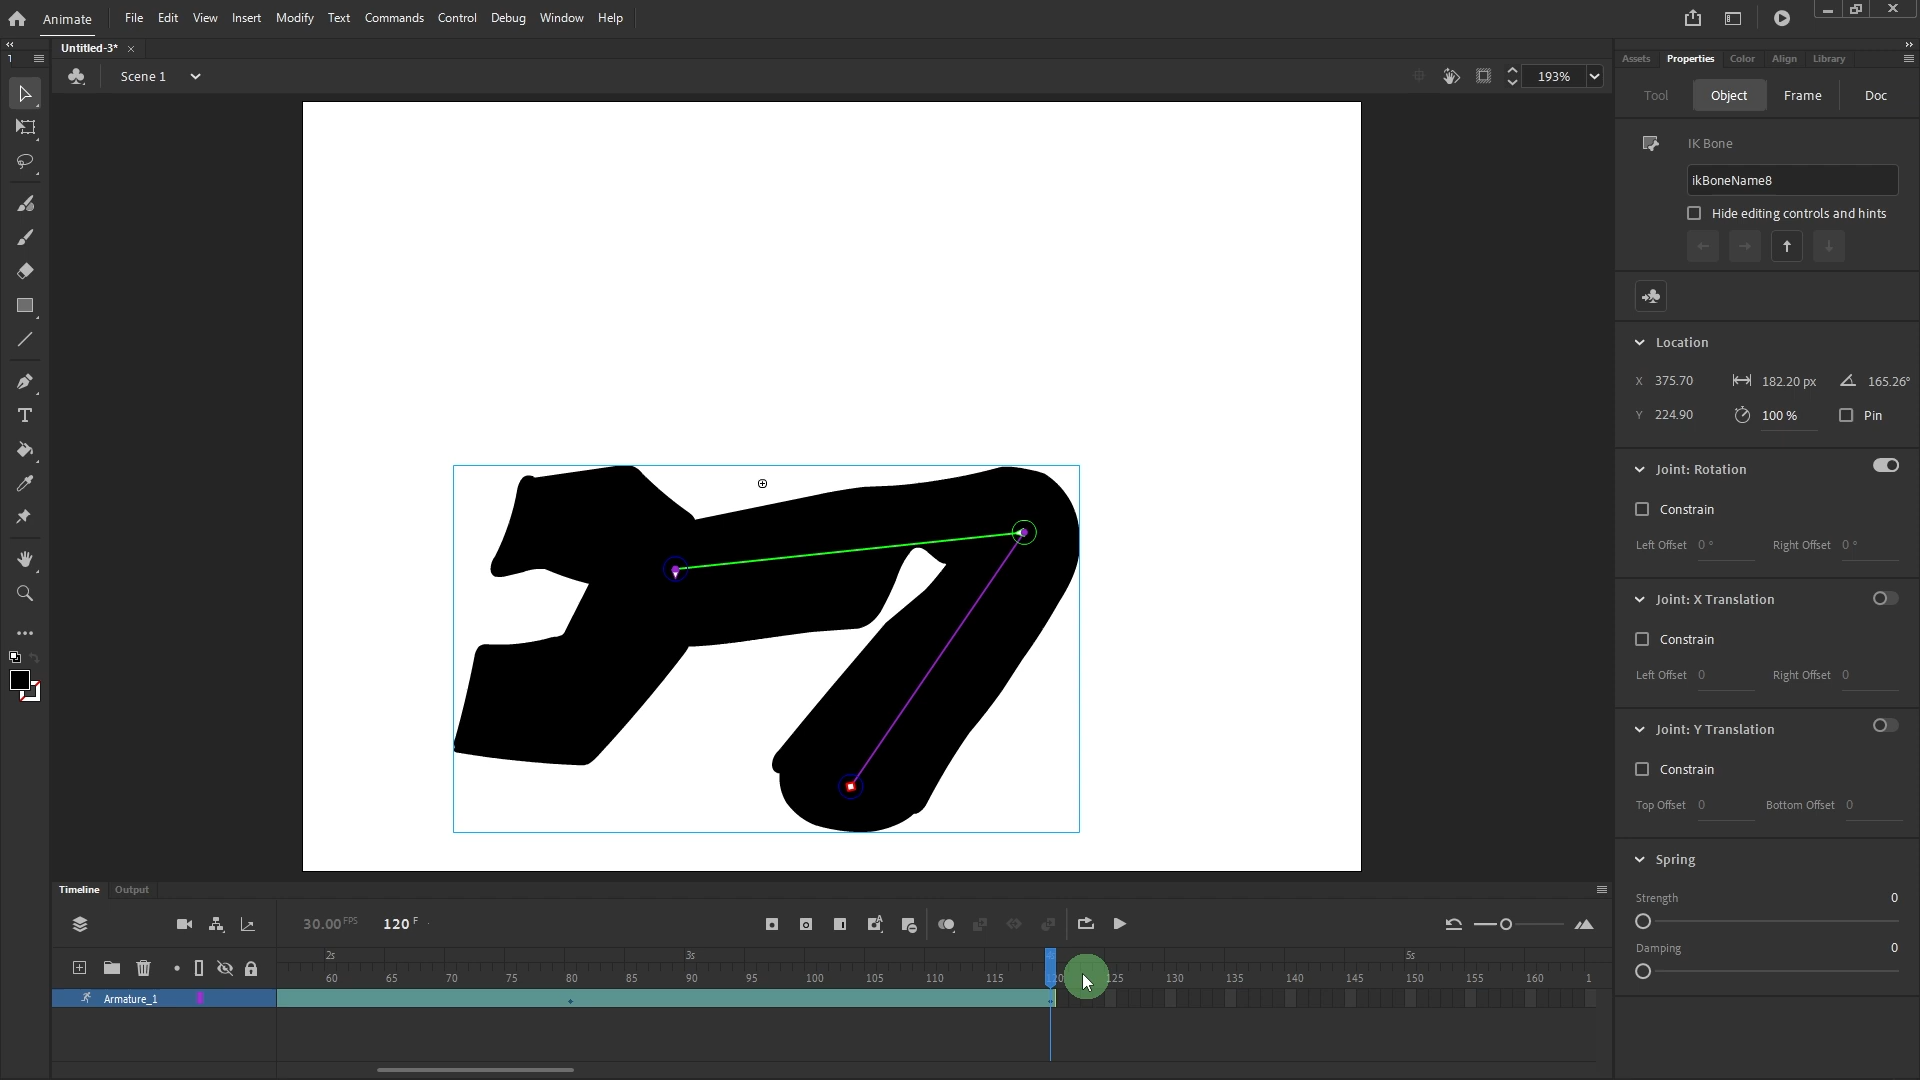 Animate File Edit View Insert Modify Text Commands Control Debug Window Help
Untitled-3*
Scene 1
193%
Assets Properties Color Align Library
Tool Object Frame Doc
IK Bone
ikBoneName8
Hide editing controls and hints
Location
X 375.70 182.20 px 165.26°
Y 224.90 100 % Pin
Joint: Rotation
Constrain
Left Offset 0 ° Right Offset 0 °
Joint: X Translation
Constrain
Left Offset 0 Right Offset 0
Joint: Y Translation
Constrain
Top Offset 0 Bottom Offset 0
Spring
Strength 0
Damping 0
Timeline Output
30.00 FPS 120 F
2s 3s 5s
60 65 70 75 80 85 90 95 100 105 110 115 120 125 130 135 140 145 150 155 160 1
Armature_1